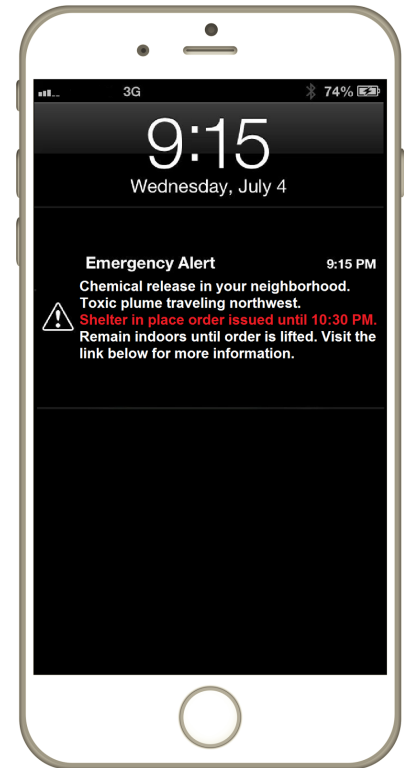 3G 74%
9:15
Wednesday, July 4
Emergency Alert 9:15 PM
Chemical release in your neighborhood.
Toxic plume traveling northwest.
Shelter in place order issued until 10:30 PM.
Remain indoors until order is lifted. Visit the
link below for more information.